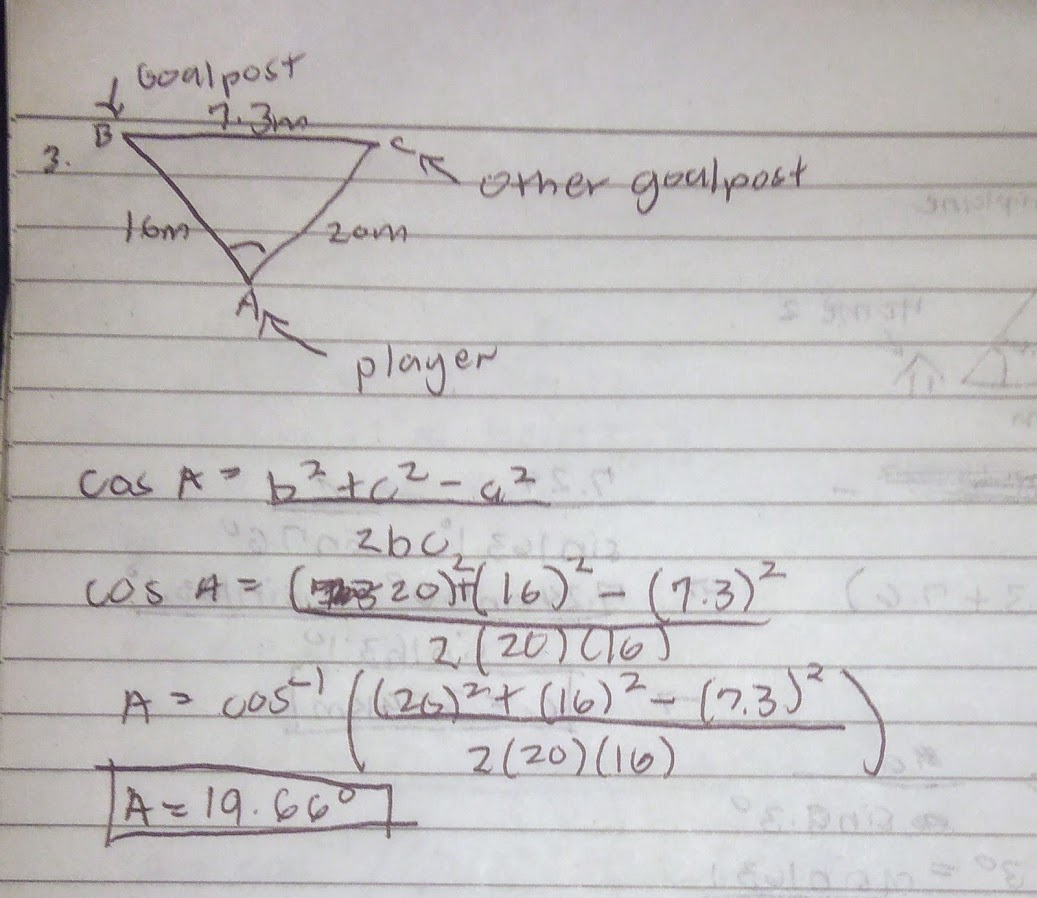 Goalpost
7.3m
B
3.
C
other goalpost
16m
20m
A
player
cos A = b² + c² - a²
2bc
cos A = (20)² + (16)² - (7.3)²
2(20)(16)
A = cos⁻¹ ((20)² + (16)² - (7.3)²)
2(20)(16)
A = 19.66°